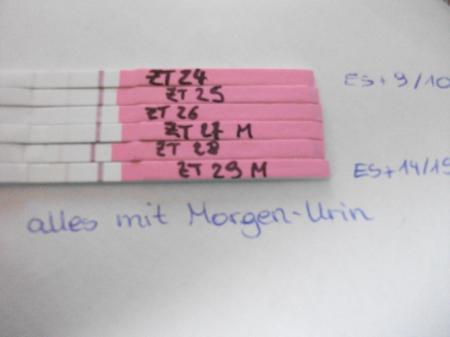 ZT 24
ES+9/10
ZT 25
ZT 26
ZT 27 M
ZT 28
ZT 29 M
ES+14/15
alles mit Morgen-Urin